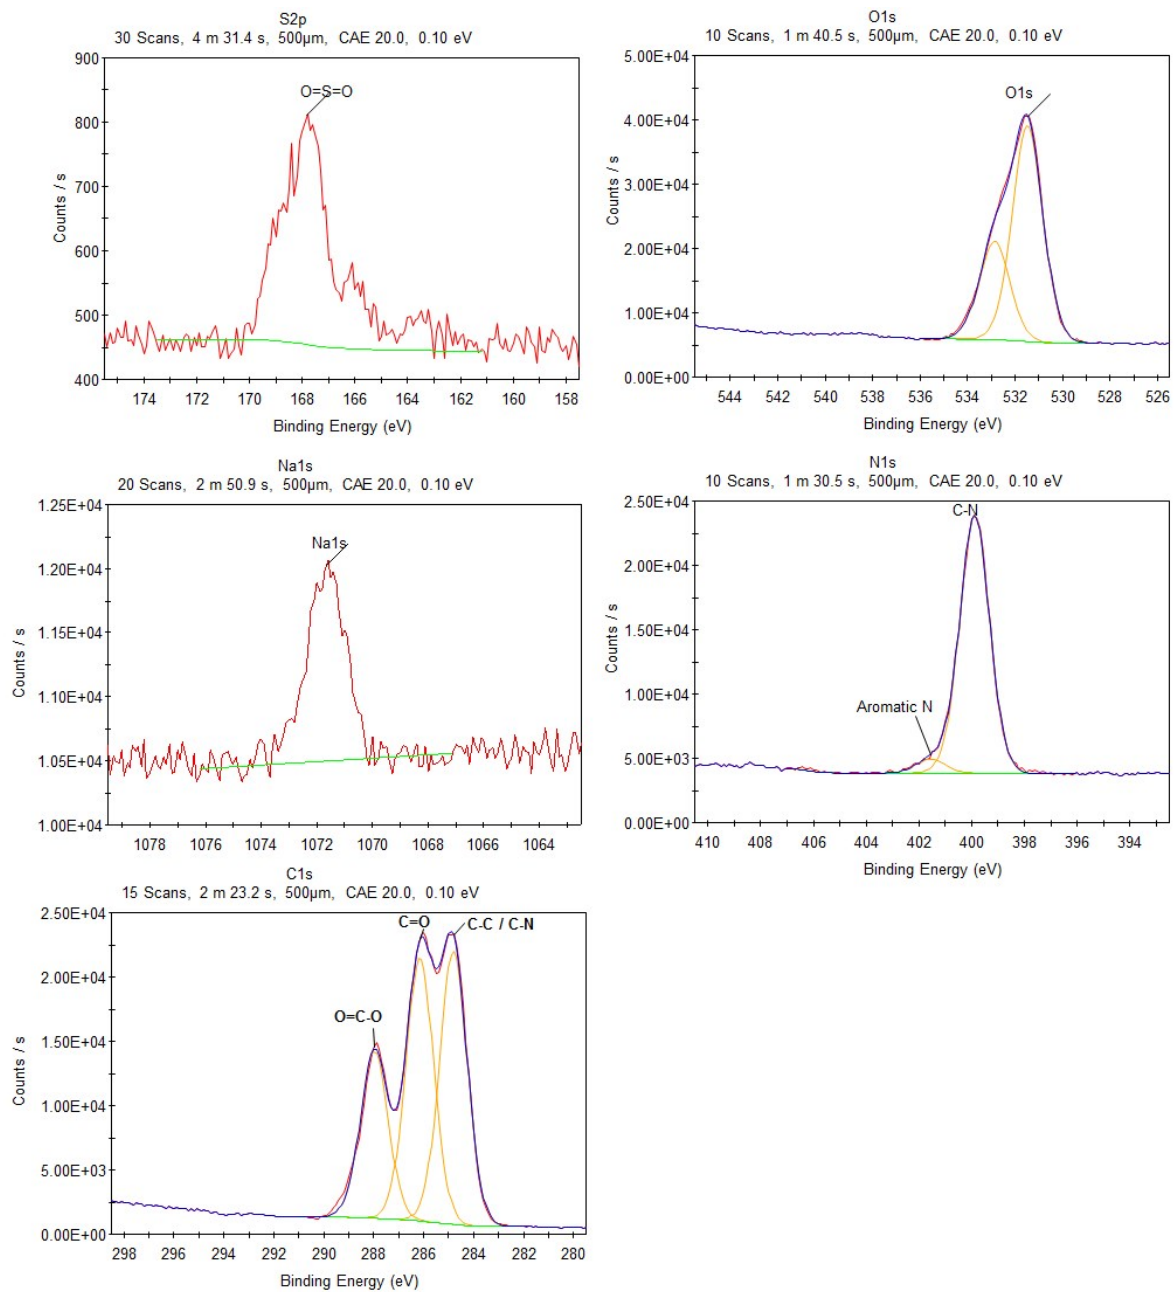 S2p
30 Scans, 4 m 31.4 s, 500µm, CAE 20.0, 0.10 eV
900
800
700
600
500
400
Counts / s
O=S=O
174 172 170 168 166 164 162 160 158
Binding Energy (eV)
O1s
10 Scans, 1 m 40.5 s, 500µm, CAE 20.0, 0.10 eV
5.00E+04
4.00E+04
3.00E+04
2.00E+04
1.00E+04
0.00E+00
Counts / s
O1s
544 542 540 538 536 534 532 530 528 526
Binding Energy (eV)
Na1s
20 Scans, 2 m 50.9 s, 500µm, CAE 20.0, 0.10 eV
1.25E+04
1.20E+04
1.15E+04
1.10E+04
1.05E+04
1.00E+04
Counts / s
Na1s
1078 1076 1074 1072 1070 1068 1066 1064
Binding Energy (eV)
N1s
10 Scans, 1 m 30.5 s, 500µm, CAE 20.0, 0.10 eV
2.50E+04
2.00E+04
1.50E+04
1.00E+04
5.00E+03
0.00E+00
Counts / s
C-N
Aromatic N
410 408 406 404 402 400 398 396 394
Binding Energy (eV)
C1s
15 Scans, 2 m 23.2 s, 500µm, CAE 20.0, 0.10 eV
2.50E+04
2.00E+04
1.50E+04
1.00E+04
5.00E+03
0.00E+00
Counts / s
C=O
C-C / C-N
O=C-O
298 296 294 292 290 288 286 284 282 280
Binding Energy (eV)